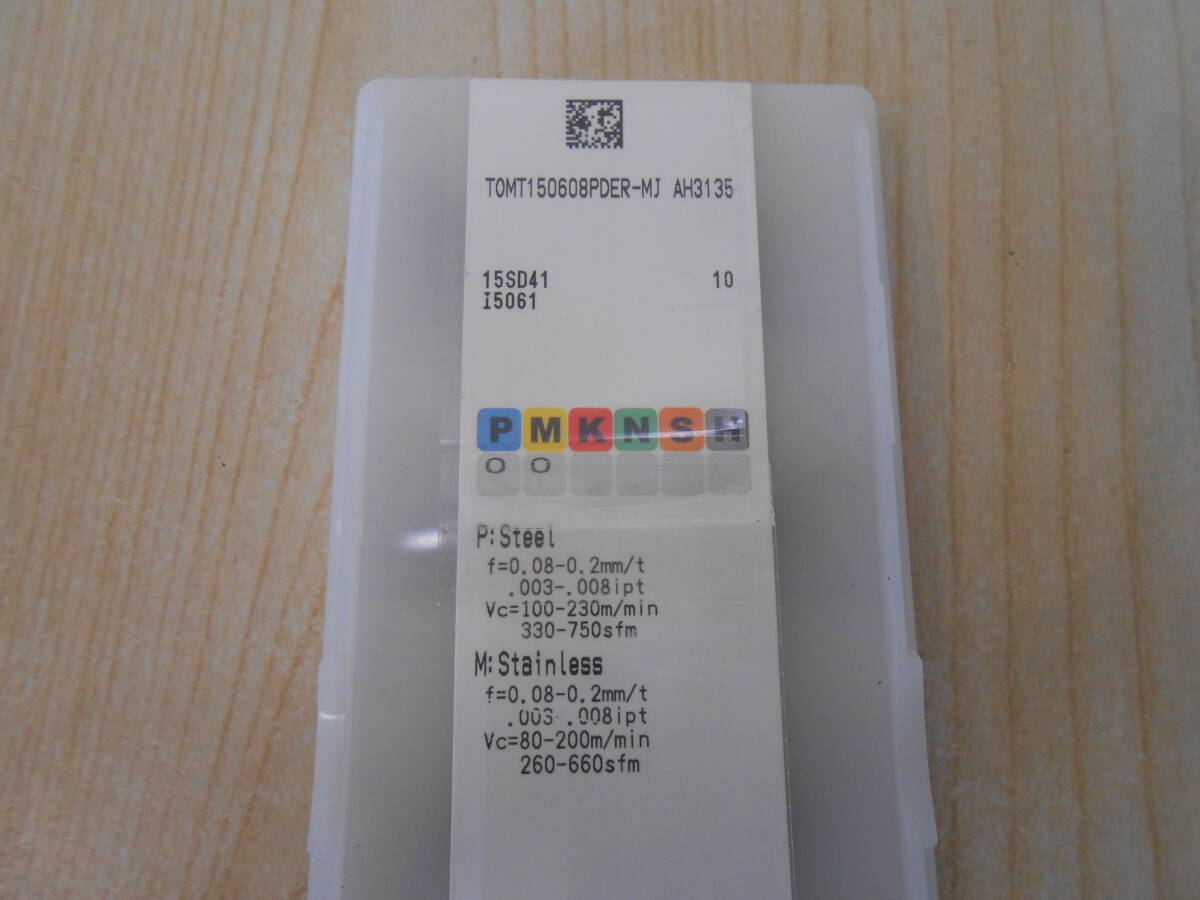 TOMT150608PDER-MJ AH3135
15SD41 10
I5061
P M K N S H
O O
P:Steel
f=0.08-0.2mm/t
.003-.008ipt
Vc=100-230m/min
330-750sfm
M:Stainless
f=0.08-0.2mm/t
.003-.008ipt
Vc=80-200m/min
260-660sfm